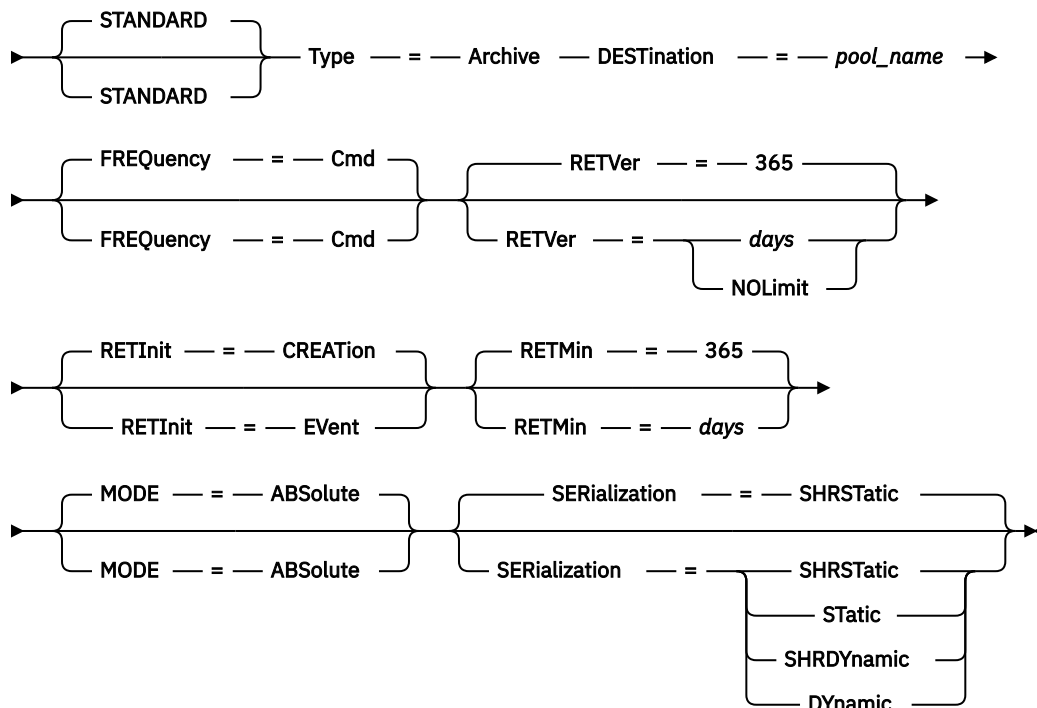 STANDARD
Type = Archive DESTination = pool_name
STANDARD
FREQuency = Cmd
FREQuency = Cmd
RETVer = 365
RETVer = days
NOLimit
RETInit = CREATion
RETInit = EVent
RETMin = 365
RETMin = days
MODE = ABSolute
MODE = ABSolute
SERialization = SHRSTatic
SERialization = SHRSTatic
STatic
SHRDYnamic
DYnamic